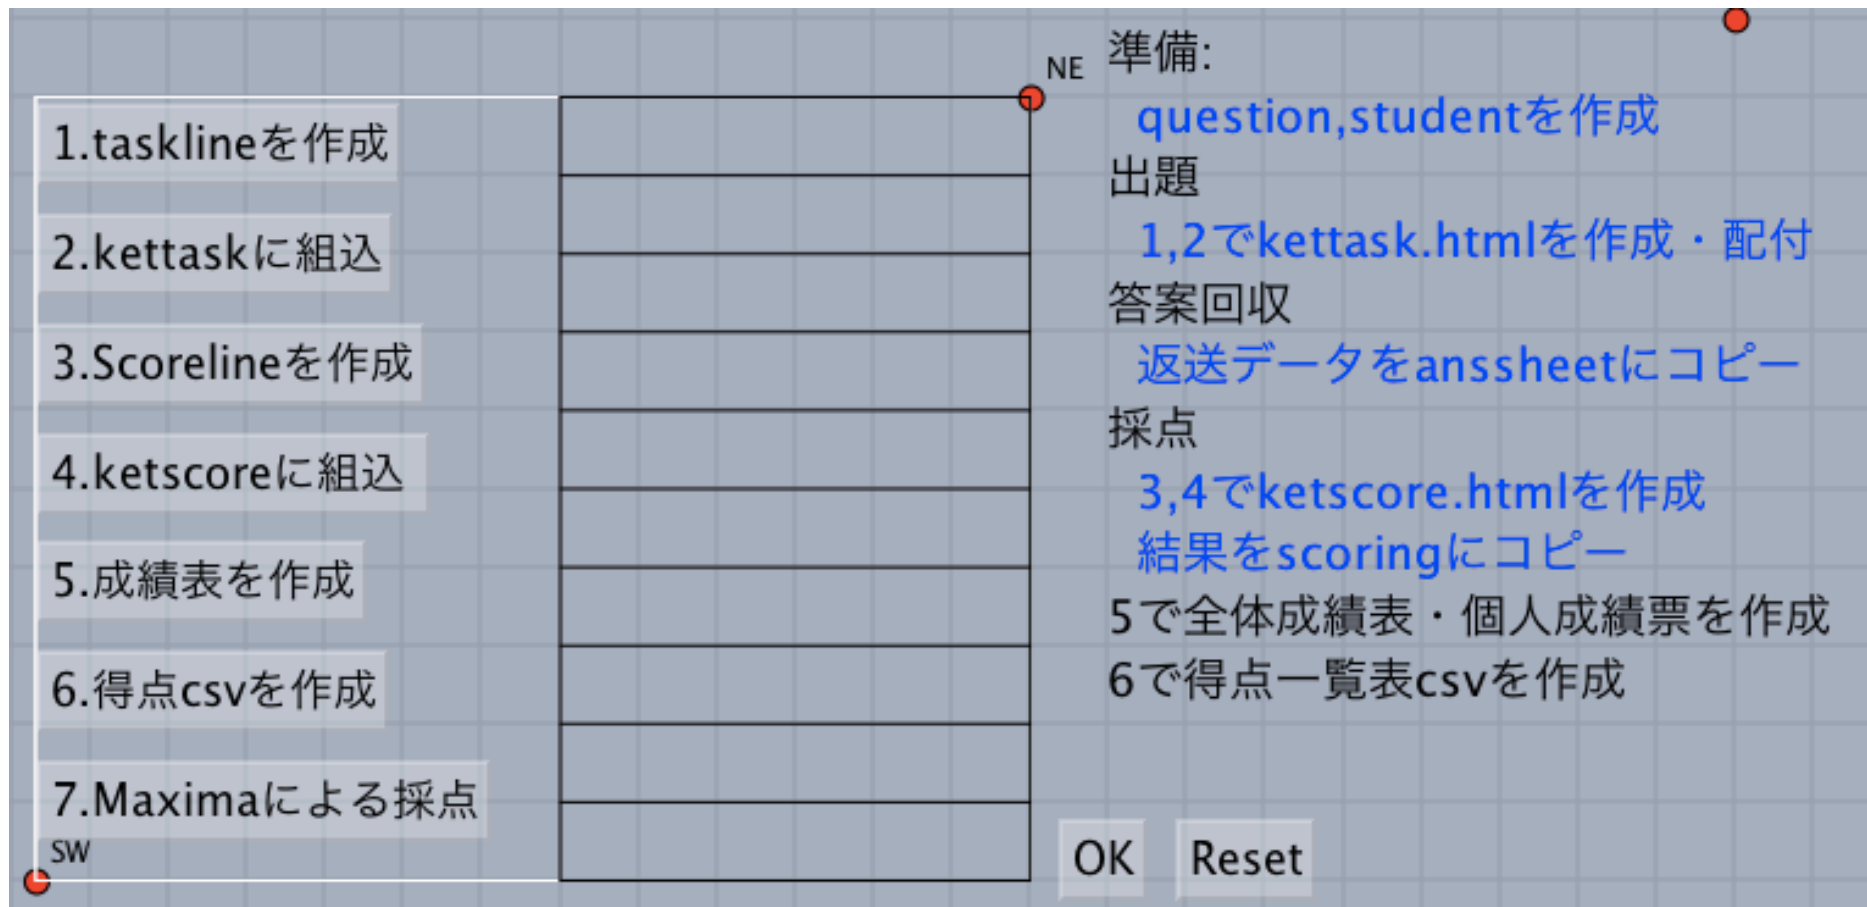 1.tasklineを作成
2.kettaskに組込
3.Scorelineを作成
4.ketscoreに組込
5.成績表を作成
6.得点csvを作成
7.Maximaによる採点
SW
NE
準備:
question,studentを作成
出題
1,2でkettask.htmlを作成・配付
答案回収
返送データをanssheetにコピー
採点
3,4でketscore.htmlを作成
結果をscoringにコピー
5で全体成績表・個人成績票を作成
6で得点一覧表csvを作成
OK
Reset